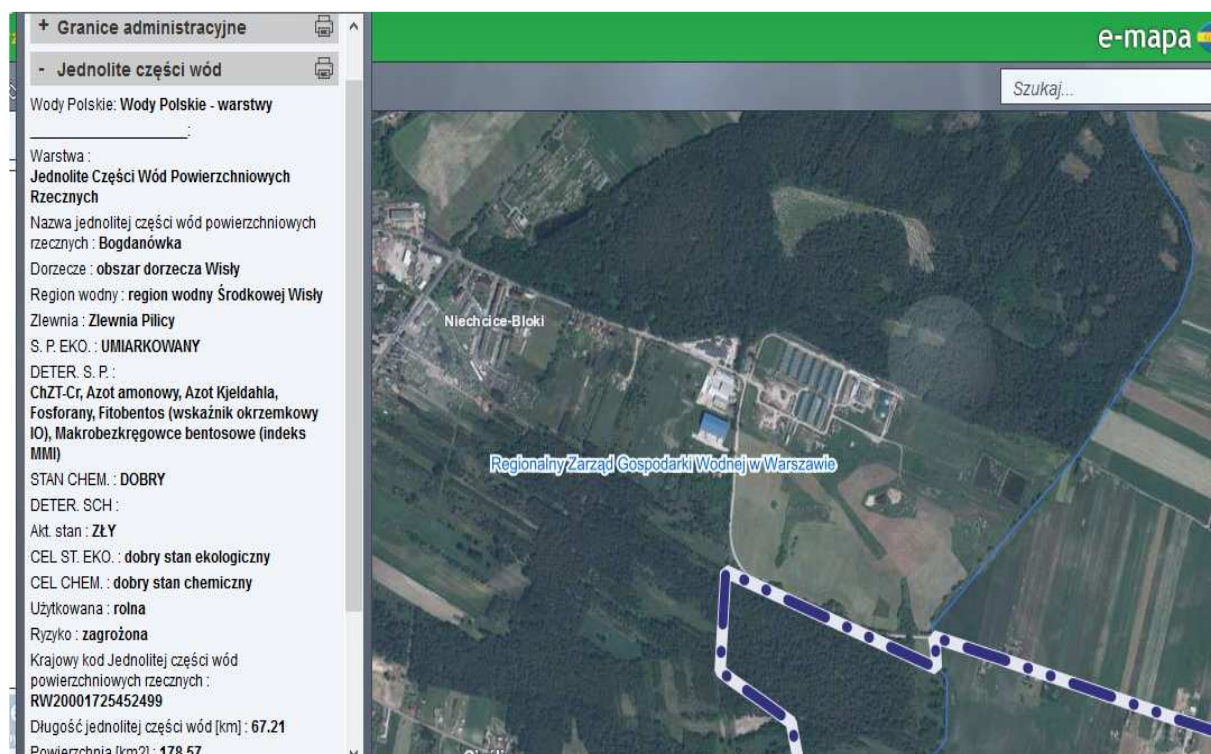 + Granice administracyjne
- Jednolite części wód
Wody Polskie: Wody Polskie - warstwy
____________________:
Warstwa :
Jednolite Części Wód Powierzchniowych
Rzecznych
Nazwa jednolitej części wód powierzchniowych
rzecznych : Bogdanówka
Dorzecze : obszar dorzecza Wisły
Region wodny : region wodny Środkowej Wisły
Zlewnia : Zlewnia Pilicy
S. P. EKO. : UMIARKOWANY
DETER. S. P. :
ChZT-Cr, Azot amonowy, Azot Kjeldahla,
Fosforany, Fitobentos (wskaźnik okrzemkowy
IO), Makrobezkręgowce bentosowe (indeks
MMI)
STAN CHEM. : DOBRY
DETER. SCH :
Akt. stan : ZŁY
CEL ST. EKO. : dobry stan ekologiczny
CEL CHEM. : dobry stan chemiczny
Użytkowana : rolna
Ryzyko : zagrożona
Krajowy kod Jednolitej części wód
powierzchniowych rzecznych :
RW20001725452499
Długość jednolitej części wód [km] : 67.21
Powierzchnia [km2] : 178.57
e-mapa
Szukaj...
Niechcice-Bloki
Regionalny Zarząd Gospodarki Wodnej w Warszawie